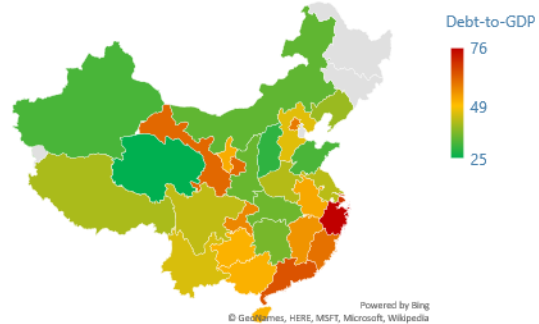 Debt-to-GDP
76
49
25
Powered by Bing
© GeoNames, HERE, MSFT, Microsoft, Wikipedia